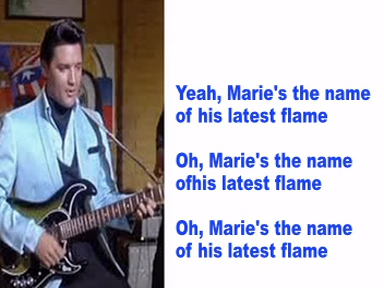 Yeah, Marie's the name
of his latest flame
Oh, Marie's the name
ofhis latest flame
Oh, Marie's the name
of his latest flame